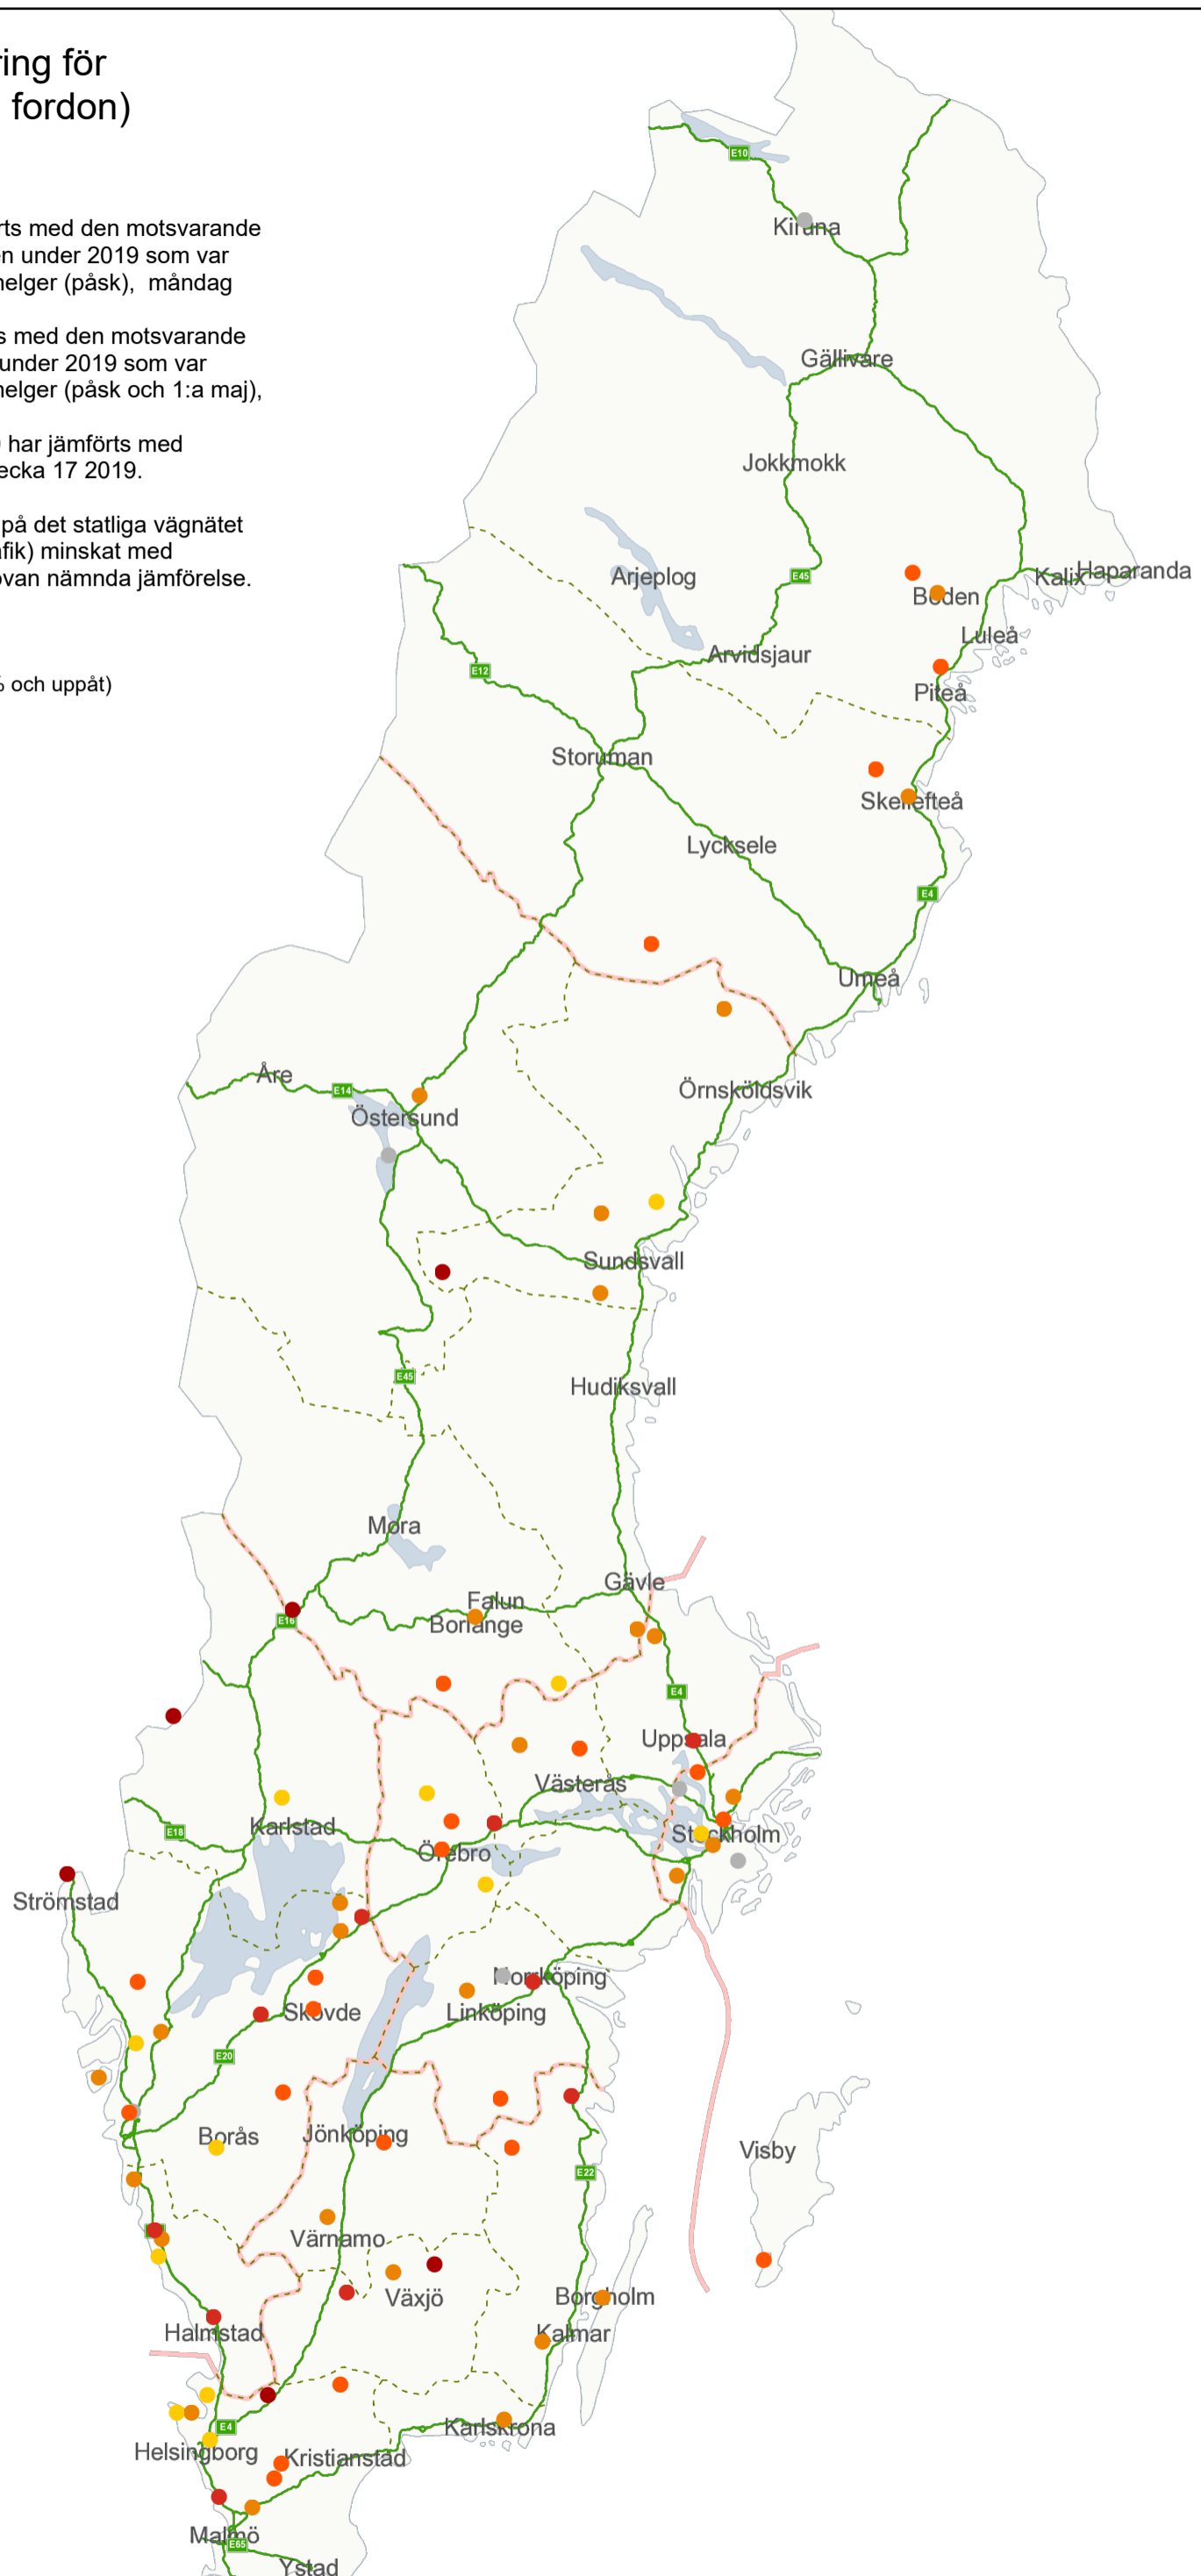 ring för
fordon)
rts med den motsvarande
en under 2019 som var
helger (påsk), måndag
s med den motsvarande
under 2019 som var
helger (påsk och 1:a maj),
har jämförts med
ecka 17 2019.
på det statliga vägnätet
afik) minskat med
ovan nämnda jämförelse.
% och uppåt)
E10
Kiruna
Gällivare
Jokkmokk
Arjeplog
E45
Kalix
Haparanda
Boden
Luleå
Arvidsjaur
E12
Piteå
Storuman
Skellefteå
Lycksele
E4
Umeå
Åre
E14
Örnsköldsvik
Östersund
Sundsvall
E45
Hudiksvall
Mora
Gävle
Falun
E16
Borlänge
E4
Uppsala
Västerås
Karlstad
E18
Stockholm
Örebro
Strömstad
Norrköping
Skövde
Linköping
E20
Borås
Jönköping
Visby
E22
Värnamo
Växjö
Borgholm
Halmstad
Kalmar
E4
Karlskrona
Helsingborg
Kristianstad
Malmö
E65
Ystad